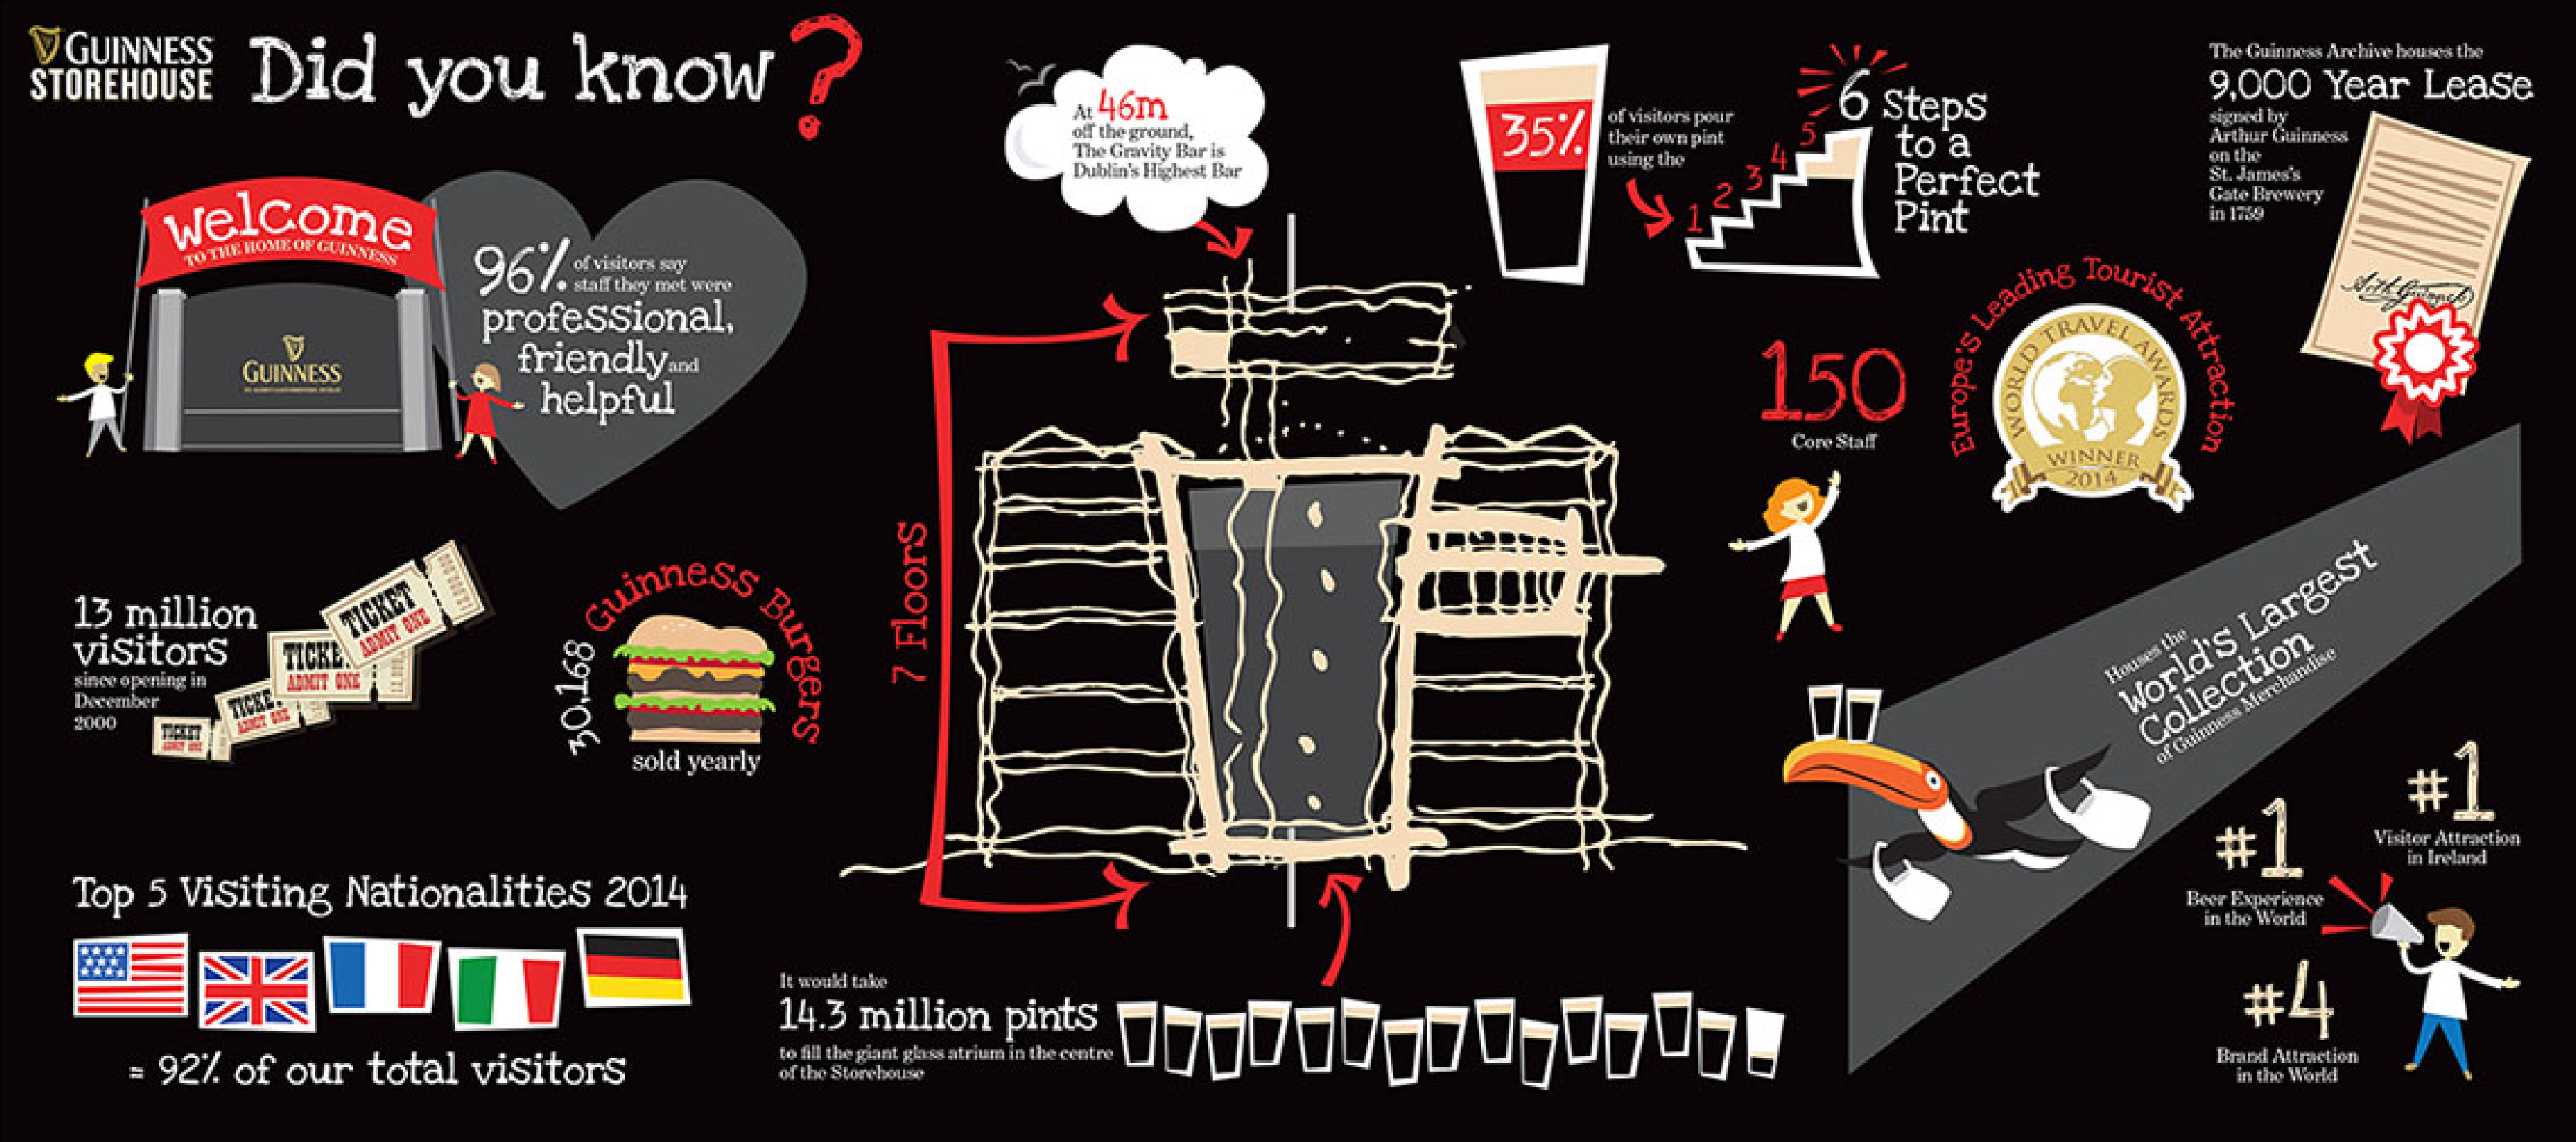 GUINNESS
STOREHOUSE
Did you know?
Welcome
TO THE HOME OF GUINNESS
GUINNESS
96% of visitors say
staff they met were
professional,
friendly and
helpful
13 million
visitors
since opening in
December
2000
TICKET
ADMIT ONE
TICKE
ADMIT ONE
TICKE
ADMIT ONE
TICKET
ADMIT ONE
30,168
Guinness Burgers
sold yearly
Top 5 Visiting Nationalities 2014
= 92% of our total visitors
At 46m
off the ground,
The Gravity Bar is
Dublin's Highest Bar
7 Floors
It would take
14.3 million pints
to fill the giant glass atrium in the centre
of the Storehouse
35%
of visitors pour
their own pint
using the
1 2 3 4 5
6 Steps
to a
Perfect
Pint
150
Core Staff
Europe's Leading Tourist Attraction
WORLD TRAVEL AWARDS
WINNER
2014
The Guinness Archive houses the
9,000 Year Lease
signed by
Arthur Guinness
on the
St. James's
Gate Brewery
in 1759
Houses the
World's Largest
Collection
of Guinness Merchandise
#1
Visitor Attraction
in Ireland
#1
Beer Experience
in the World
#4
Brand Attraction
in the World